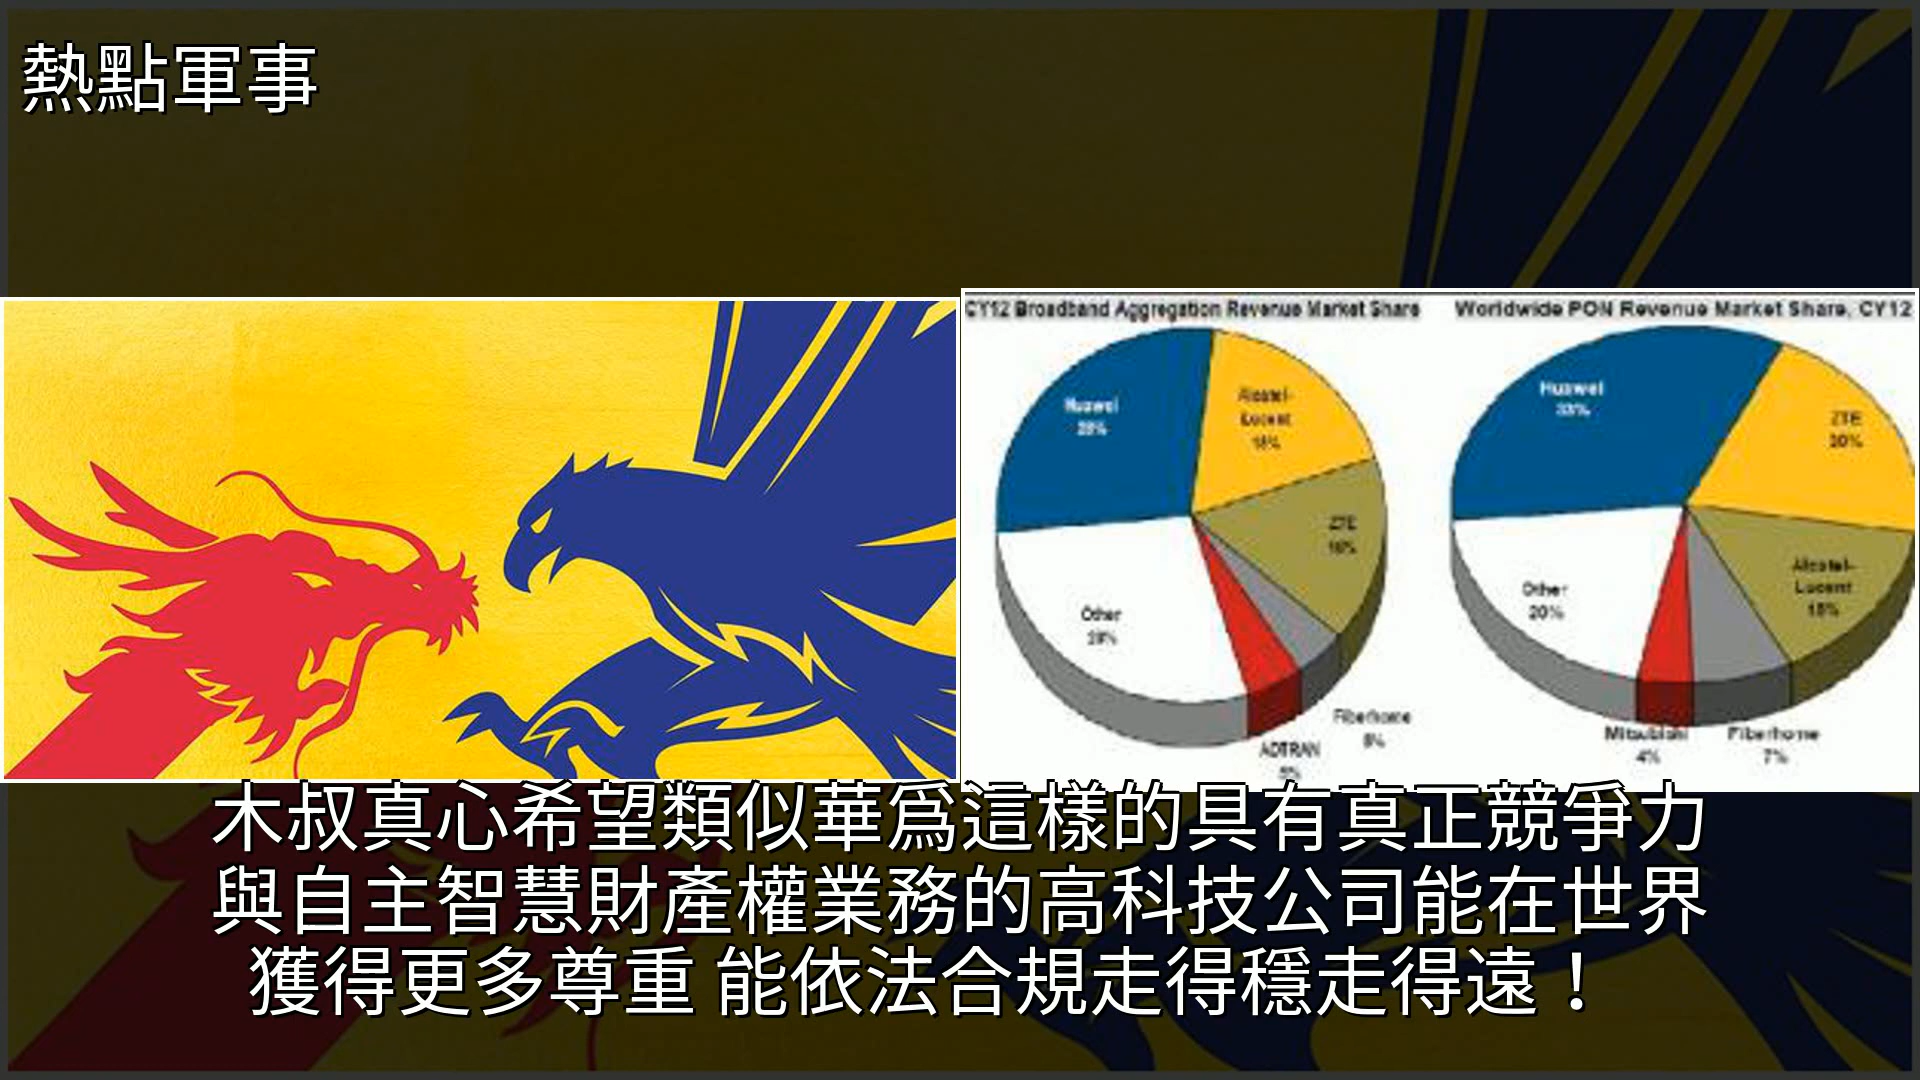 熱點軍事
CY12 Broadband Aggregation Revenue Market Share
Worldwide PON Revenue Market Share, CY12
Huawei
Alcatel-
Lucent
ZTE
Other
ADTRAN
Fiberhome
Huawei
33%
ZTE
20%
Alcatel-
Lucent
Other
20%
Mitsubishi
4%
Fiberhome
7%
木叔真心希望類似華爲這樣的具有真正競爭力
與自主智慧財產權業務的高科技公司能在世界
獲得更多尊重 能依法合規走得穩走得遠！